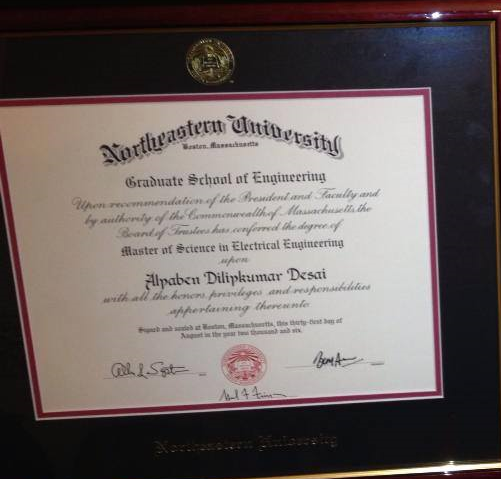 Northeastern University
Boston, Massachusetts
Graduate School of Engineering
Upon recommendation of the President and Faculty and
by authority of the Commonwealth of Massachusetts, the
Board of Trustees has conferred the degree of
Master of Science in Electrical Engineering
upon
Alpaben Dilipkumar Desai
with all the honors, privileges and responsibilities
appertaining thereunto
Signed and sealed at Boston, Massachusetts, this thirty-first day of
August in the year two thousand and six.
Northeastern University